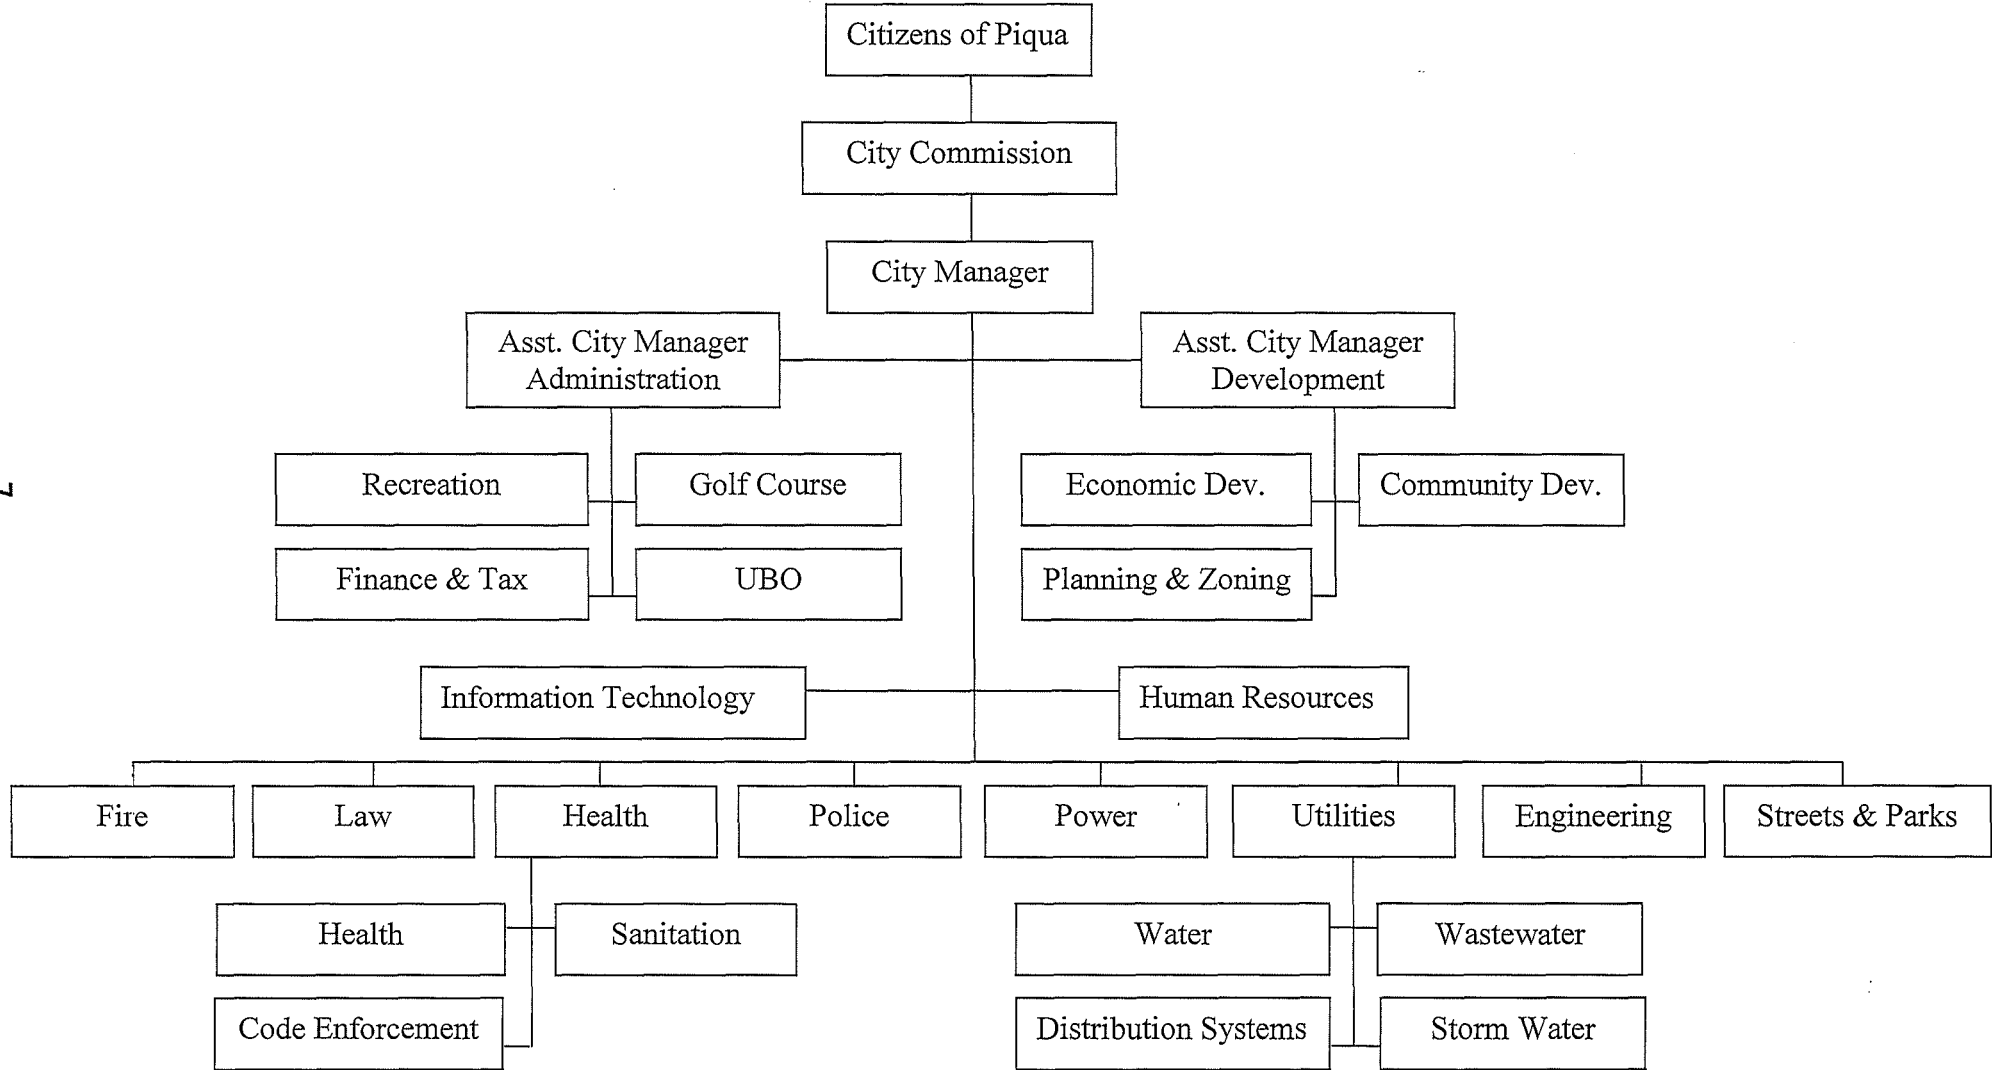 Citizens of Piqua
City Commission
City Manager
Asst. City Manager
Administration
Asst. City Manager
Development
Recreation
Golf Course
Economic Dev.
Community Dev.
7
Finance & Tax
UBO
Planning & Zoning
Information Technology
Human Resources
Fire
Law
Health
Police
Power
Utilities
Engineering
Streets & Parks
Health
Sanitation
Water
Wastewater
Code Enforcement
Distribution Systems
Storm Water